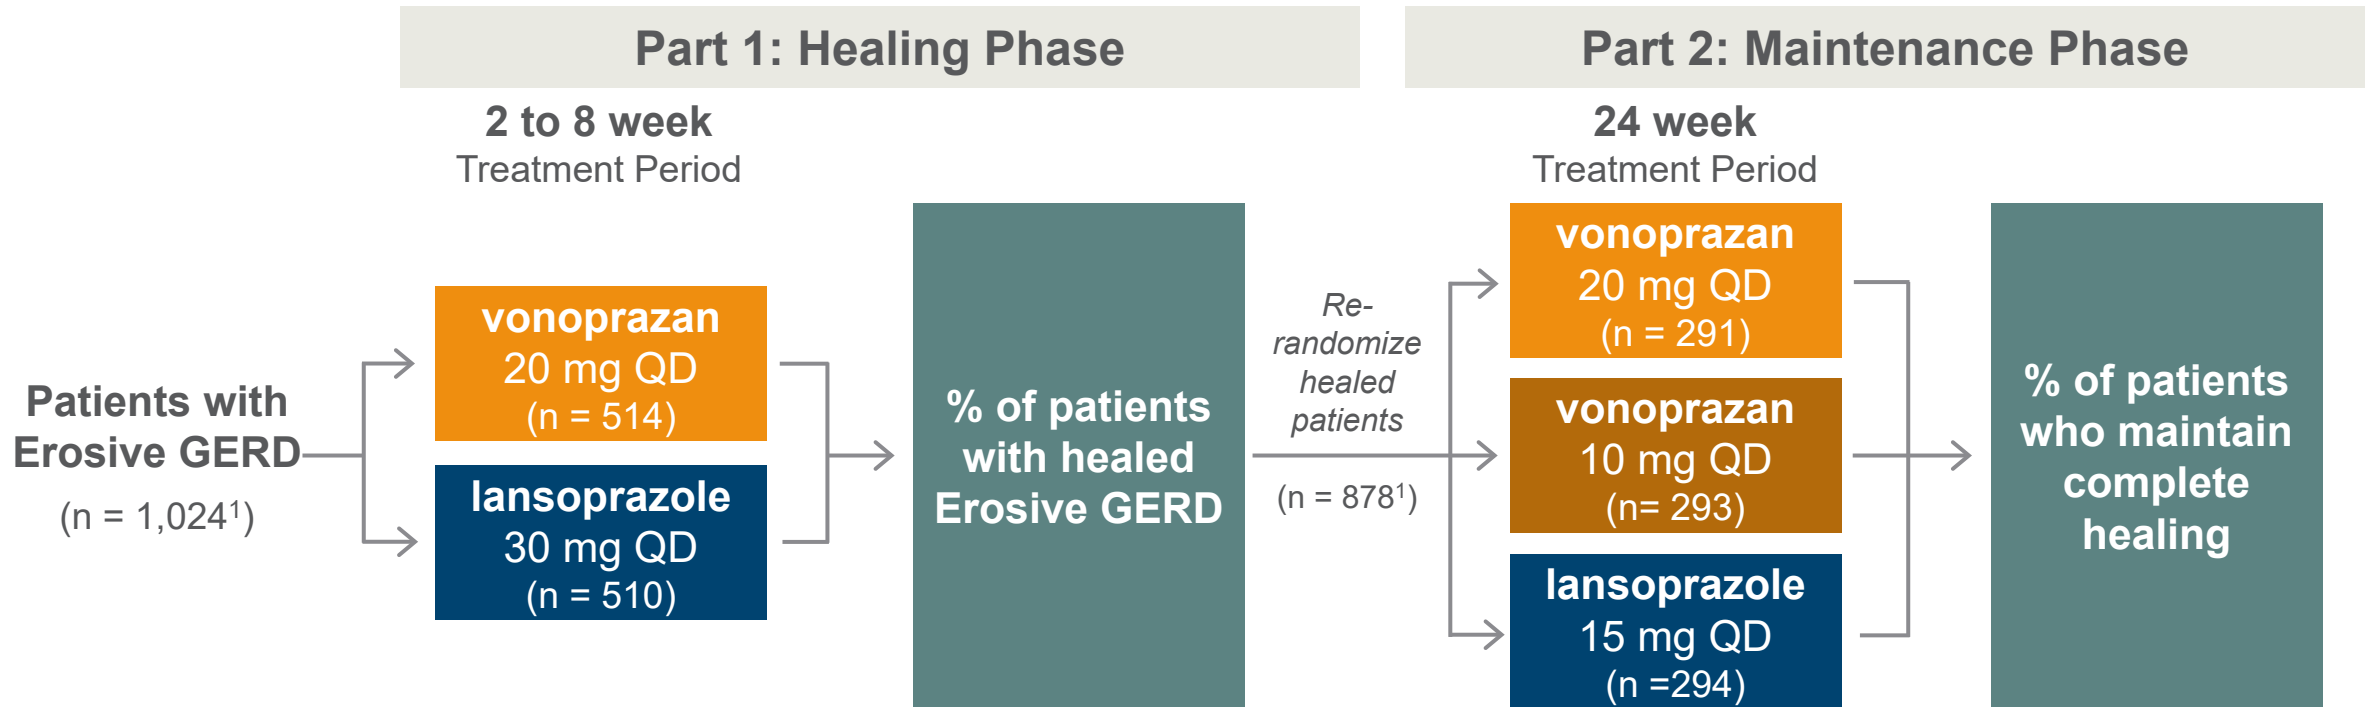 Part 1: Healing Phase
Part 2: Maintenance Phase
2 to 8 week
Treatment Period
24 week
Treatment Period
Patients with
Erosive GERD
(n = 1,024¹)
vonoprazan
20 mg QD
(n = 514)
lansoprazole
30 mg QD
(n = 510)
% of patients
with healed
Erosive GERD
Re-
randomize
healed
patients
(n = 878¹)
vonoprazan
20 mg QD
(n = 291)
vonoprazan
10 mg QD
(n= 293)
lansoprazole
15 mg QD
(n =294)
% of patients
who maintain
complete
healing